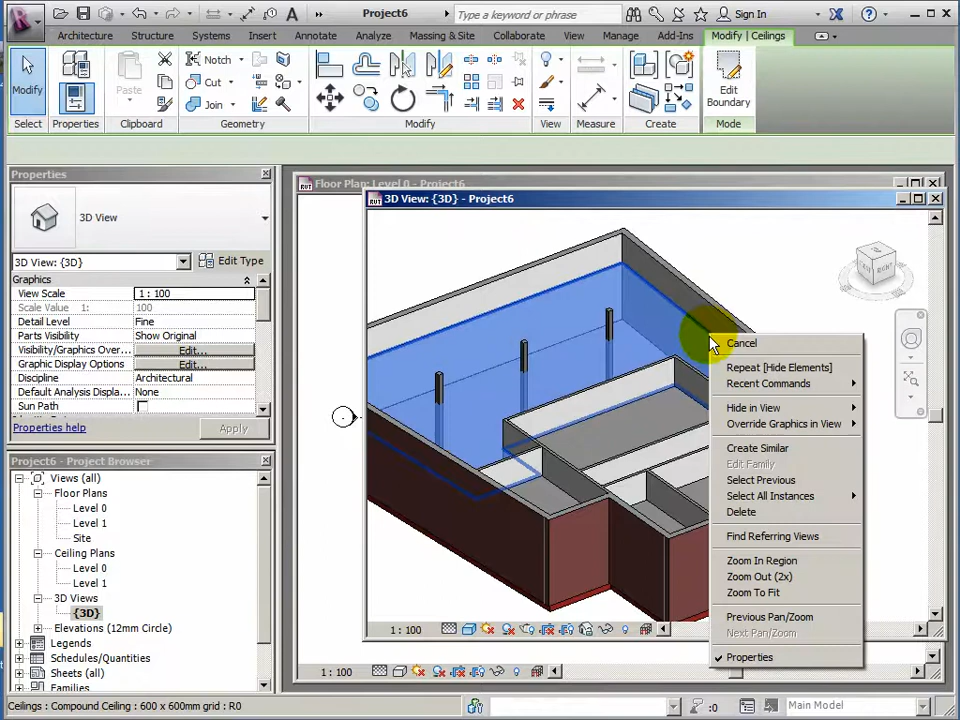 Project6
Type a keyword or phrase
Sign In
Architecture
Structure
Systems
Insert
Annotate
Analyze
Massing & Site
Collaborate
View
Manage
Add-Ins
Modify | Ceilings
Modify
Properties
Paste
Notch
Cut
Join
Edit
Boundary
Select
Properties
Clipboard
Geometry
Modify
View
Measure
Create
Mode
Properties
3D View
3D View: {3D}
Edit Type
Graphics
View Scale
1 : 100
Scale Value 1:
100
Detail Level
Fine
Parts Visibility
Show Original
Visibility/Graphics Over...
Edit...
Graphic Display Options
Edit...
Discipline
Architectural
Default Analysis Displa...
None
Sun Path
Properties help
Apply
Project6 - Project Browser
Views (all)
Floor Plans
Level 0
Level 1
Site
Ceiling Plans
Level 0
Level 1
3D Views
{3D}
Elevations (12mm Circle)
Legends
Schedules/Quantities
Sheets (all)
Families
Floor Plan: Level 0 - Project6
3D View: {3D} - Project6
RIGHT
Cancel
Repeat [Hide Elements]
Recent Commands
Hide in View
Override Graphics in View
Create Similar
Edit Family
Select Previous
Select All Instances
Delete
Find Referring Views
Zoom In Region
Zoom Out (2x)
Zoom To Fit
Previous Pan/Zoom
Next Pan/Zoom
Properties
1 : 100
1 : 100
Ceilings : Compound Ceiling : 600 x 600mm grid : R0
:0
Main Model